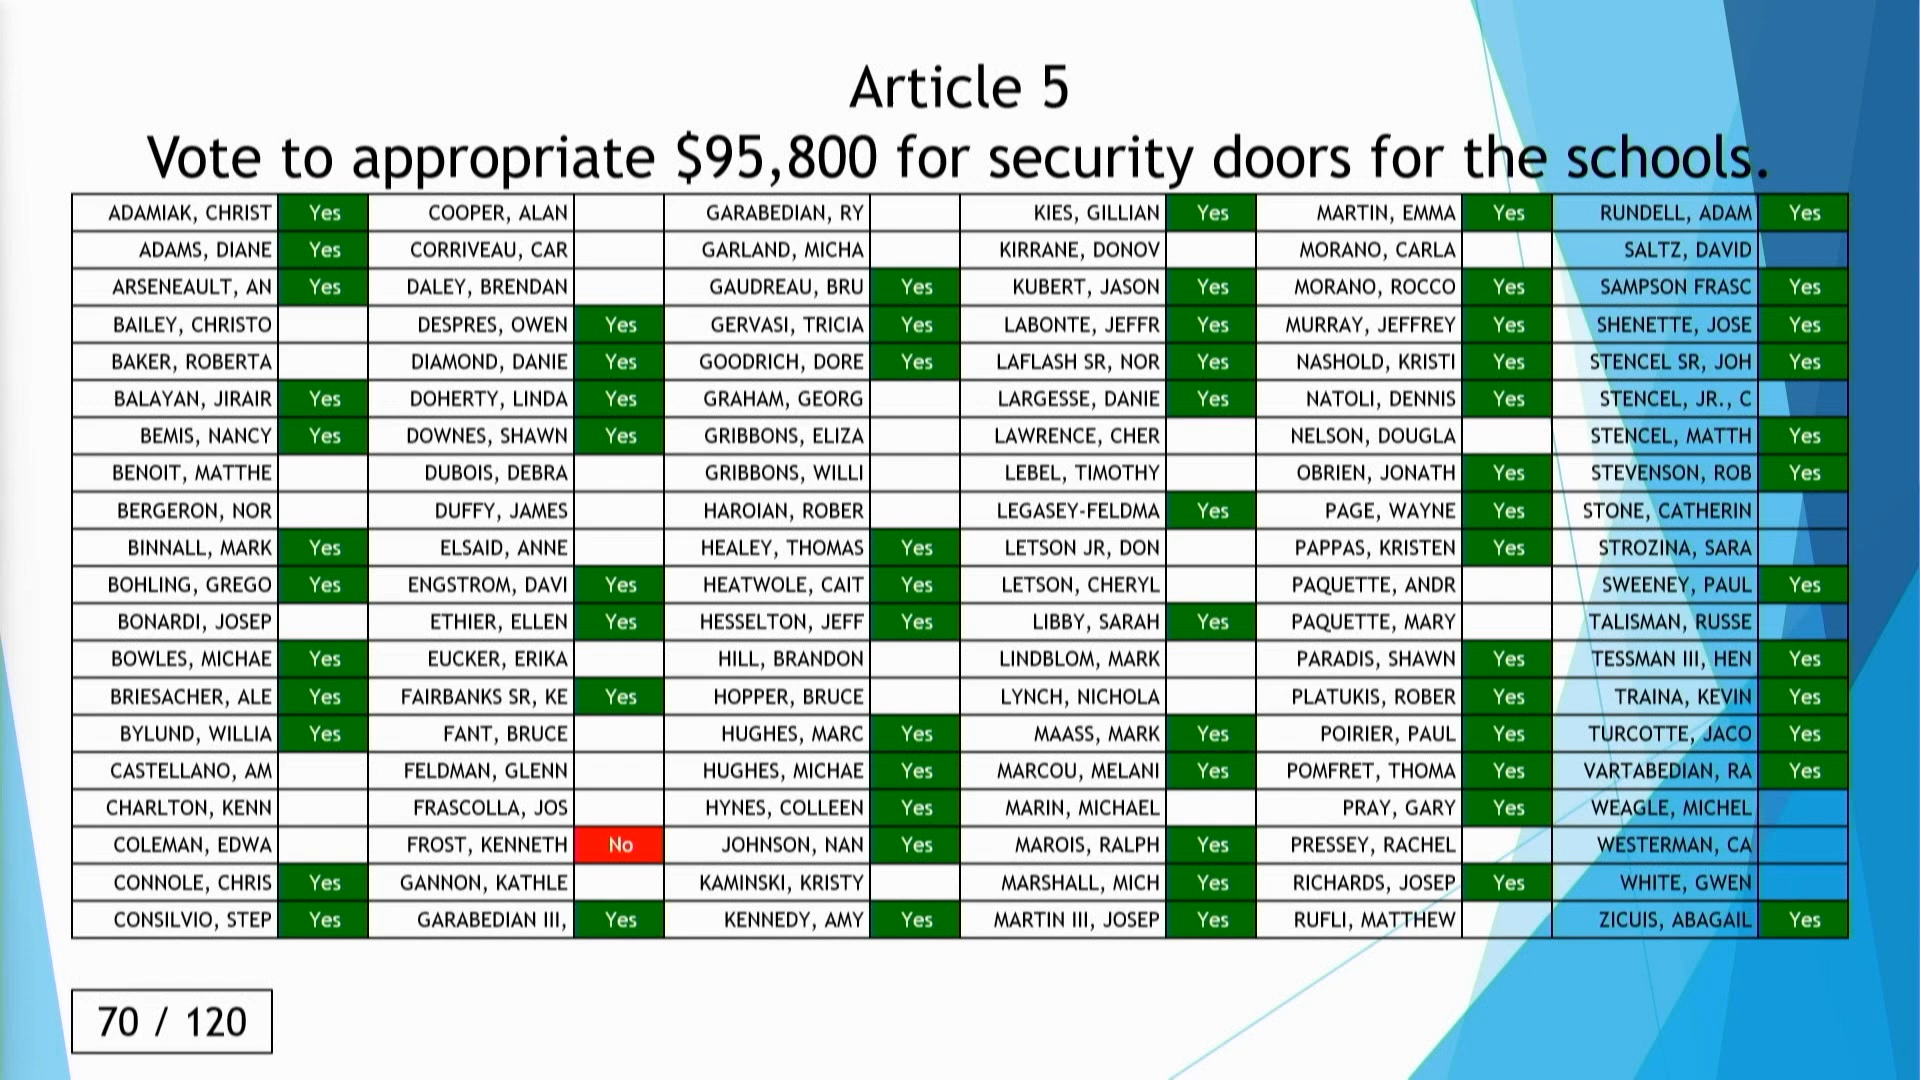 Article 5
Vote to appropriate $95,800 for security doors for the schools.
ADAMIAK, CHRIST Yes COOPER, ALAN GARABEDIAN, RY KIES, GILLIAN Yes MARTIN, EMMA Yes RUNDELL, ADAM Yes
ADAMS, DIANE Yes CORRIVEAU, CAR GARLAND, MICHA KIRRANE, DONOV MORANO, CARLA SALTZ, DAVID
ARSENEAULT, AN Yes DALEY, BRENDAN GAUDREAU, BRU Yes KUBERT, JASON Yes MORANO, ROCCO Yes SAMPSON FRASC Yes
BAILEY, CHRISTO DESPRES, OWEN Yes GERVASI, TRICIA Yes LABONTE, JEFFR Yes MURRAY, JEFFREY Yes SHENETTE, JOSE Yes
BAKER, ROBERTA DIAMOND, DANIE Yes GOODRICH, DORE Yes LAFLASH SR, NOR Yes NASHOLD, KRISTI Yes STENCEL SR, JOH Yes
BALAYAN, JIRAIR Yes DOHERTY, LINDA Yes GRAHAM, GEORG LARGESSE, DANIE Yes NATOLI, DENNIS Yes STENCEL, JR., C
BEMIS, NANCY Yes DOWNES, SHAWN Yes GRIBBONS, ELIZA LAWRENCE, CHER NELSON, DOUGLA STENCEL, MATTH Yes
BENOIT, MATTHE DUBOIS, DEBRA GRIBBONS, WILLI LEBEL, TIMOTHY OBRIEN, JONATH Yes STEVENSON, ROB Yes
BERGERON, NOR DUFFY, JAMES HAROIAN, ROBER LEGASEY-FELDMA Yes PAGE, WAYNE Yes STONE, CATHERIN
BINNALL, MARK Yes ELSAID, ANNE HEALEY, THOMAS Yes LETSON JR, DON PAPPAS, KRISTEN Yes STROZINA, SARA
BOHLING, GREGO Yes ENGSTROM, DAVI Yes HEATWOLE, CAIT Yes LETSON, CHERYL PAQUETTE, ANDR SWEENEY, PAUL Yes
BONARDI, JOSEP ETHIER, ELLEN Yes HESSELTON, JEFF Yes LIBBY, SARAH Yes PAQUETTE, MARY TALISMAN, RUSSE
BOWLES, MICHAE Yes EUCKER, ERIKA HILL, BRANDON LINDBLOM, MARK PARADIS, SHAWN Yes TESSMAN III, HEN Yes
BRIESACHER, ALE Yes FAIRBANKS SR, KE Yes HOPPER, BRUCE LYNCH, NICHOLA PLATUKIS, ROBER Yes TRAINA, KEVIN Yes
BYLUND, WILLIA Yes FANT, BRUCE HUGHES, MARC Yes MAASS, MARK Yes POIRIER, PAUL Yes TURCOTTE, JACO Yes
CASTELLANO, AM FELDMAN, GLENN HUGHES, MICHAE Yes MARCOU, MELANI Yes POMFRET, THOMA Yes VARTABEDIAN, RA Yes
CHARLTON, KENN FRASCOLLA, JOS HYNES, COLLEEN Yes MARIN, MICHAEL PRAY, GARY Yes WEAGLE, MICHEL
COLEMAN, EDWA FROST, KENNETH No JOHNSON, NAN Yes MAROIS, RALPH Yes PRESSEY, RACHEL WESTERMAN, CA
CONNOLE, CHRIS Yes GANNON, KATHLE KAMINSKI, KRISTY MARSHALL, MICH Yes RICHARDS, JOSEP Yes WHITE, GWEN
CONSILVIO, STEP Yes GARABEDIAN III, Yes KENNEDY, AMY Yes MARTIN III, JOSEP Yes RUFLI, MATTHEW ZICUIS, ABAGAIL Yes
70 / 120